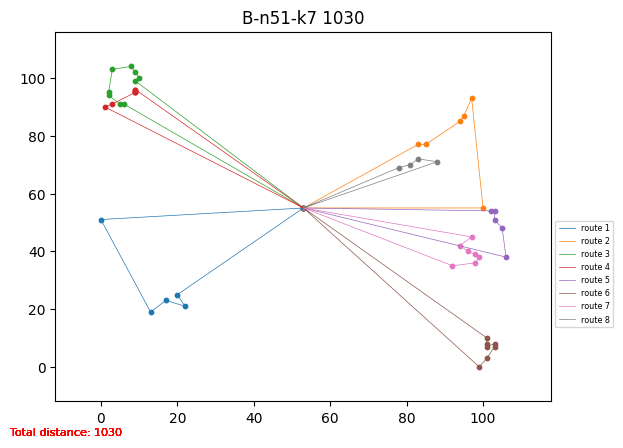 B-n51-k7 1030
100
80
60
40
20
0
0 20 40 60 80 100
route 1
route 2
route 3
route 4
route 5
route 6
route 7
route 8
Total distance: 1030